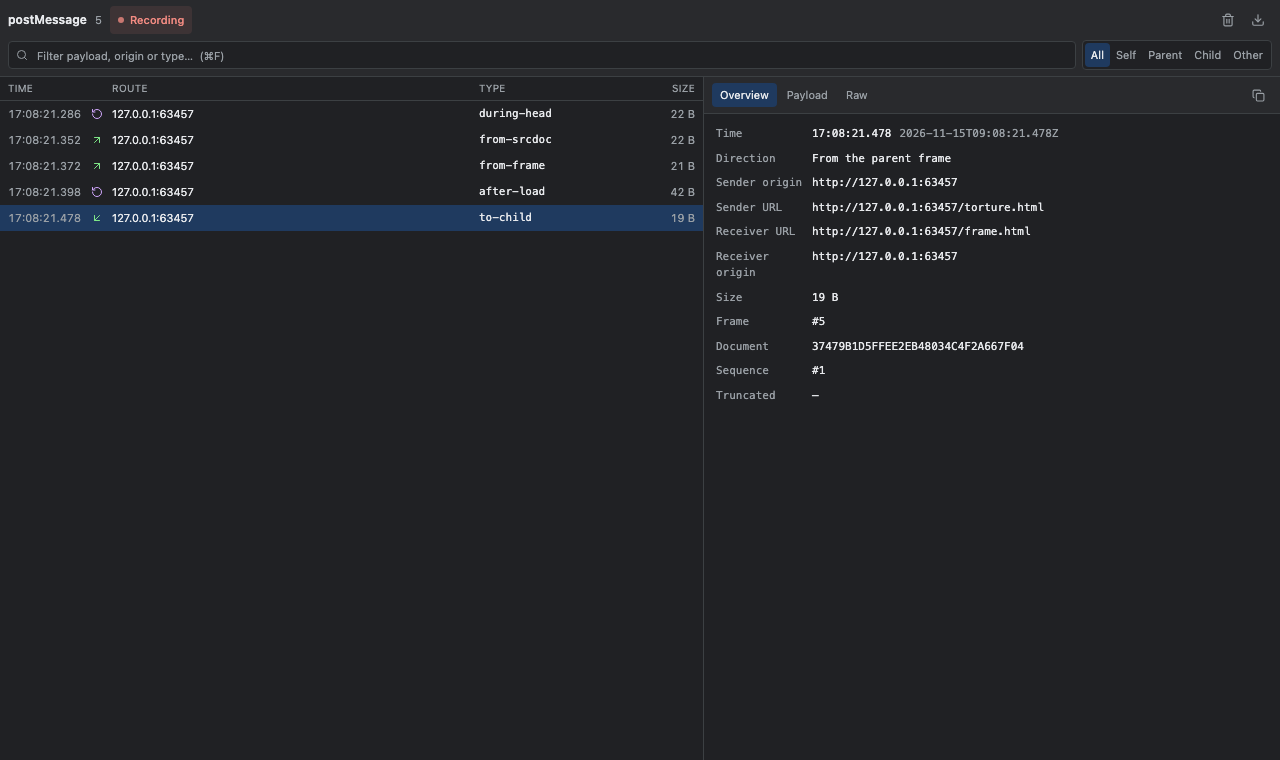 postMessage 5 Recording
Filter payload, origin or type... (⌘F) All Self Parent Child Other
TIME ROUTE TYPE SIZE
17:08:21.286 127.0.0.1:63457 during-head 22 B
17:08:21.352 127.0.0.1:63457 from-srcdoc 22 B
17:08:21.372 127.0.0.1:63457 from-frame 21 B
17:08:21.398 127.0.0.1:63457 after-load 42 B
17:08:21.478 127.0.0.1:63457 to-child 19 B
Overview Payload Raw
Time 17:08:21.478 2026-11-15T09:08:21.478Z
Direction From the parent frame
Sender origin http://127.0.0.1:63457
Sender URL http://127.0.0.1:63457/torture.html
Receiver URL http://127.0.0.1:63457/frame.html
Receiver origin http://127.0.0.1:63457
Size 19 B
Frame #5
Document 37479B1D5FFEE2EB48034C4F2A667F04
Sequence #1
Truncated –